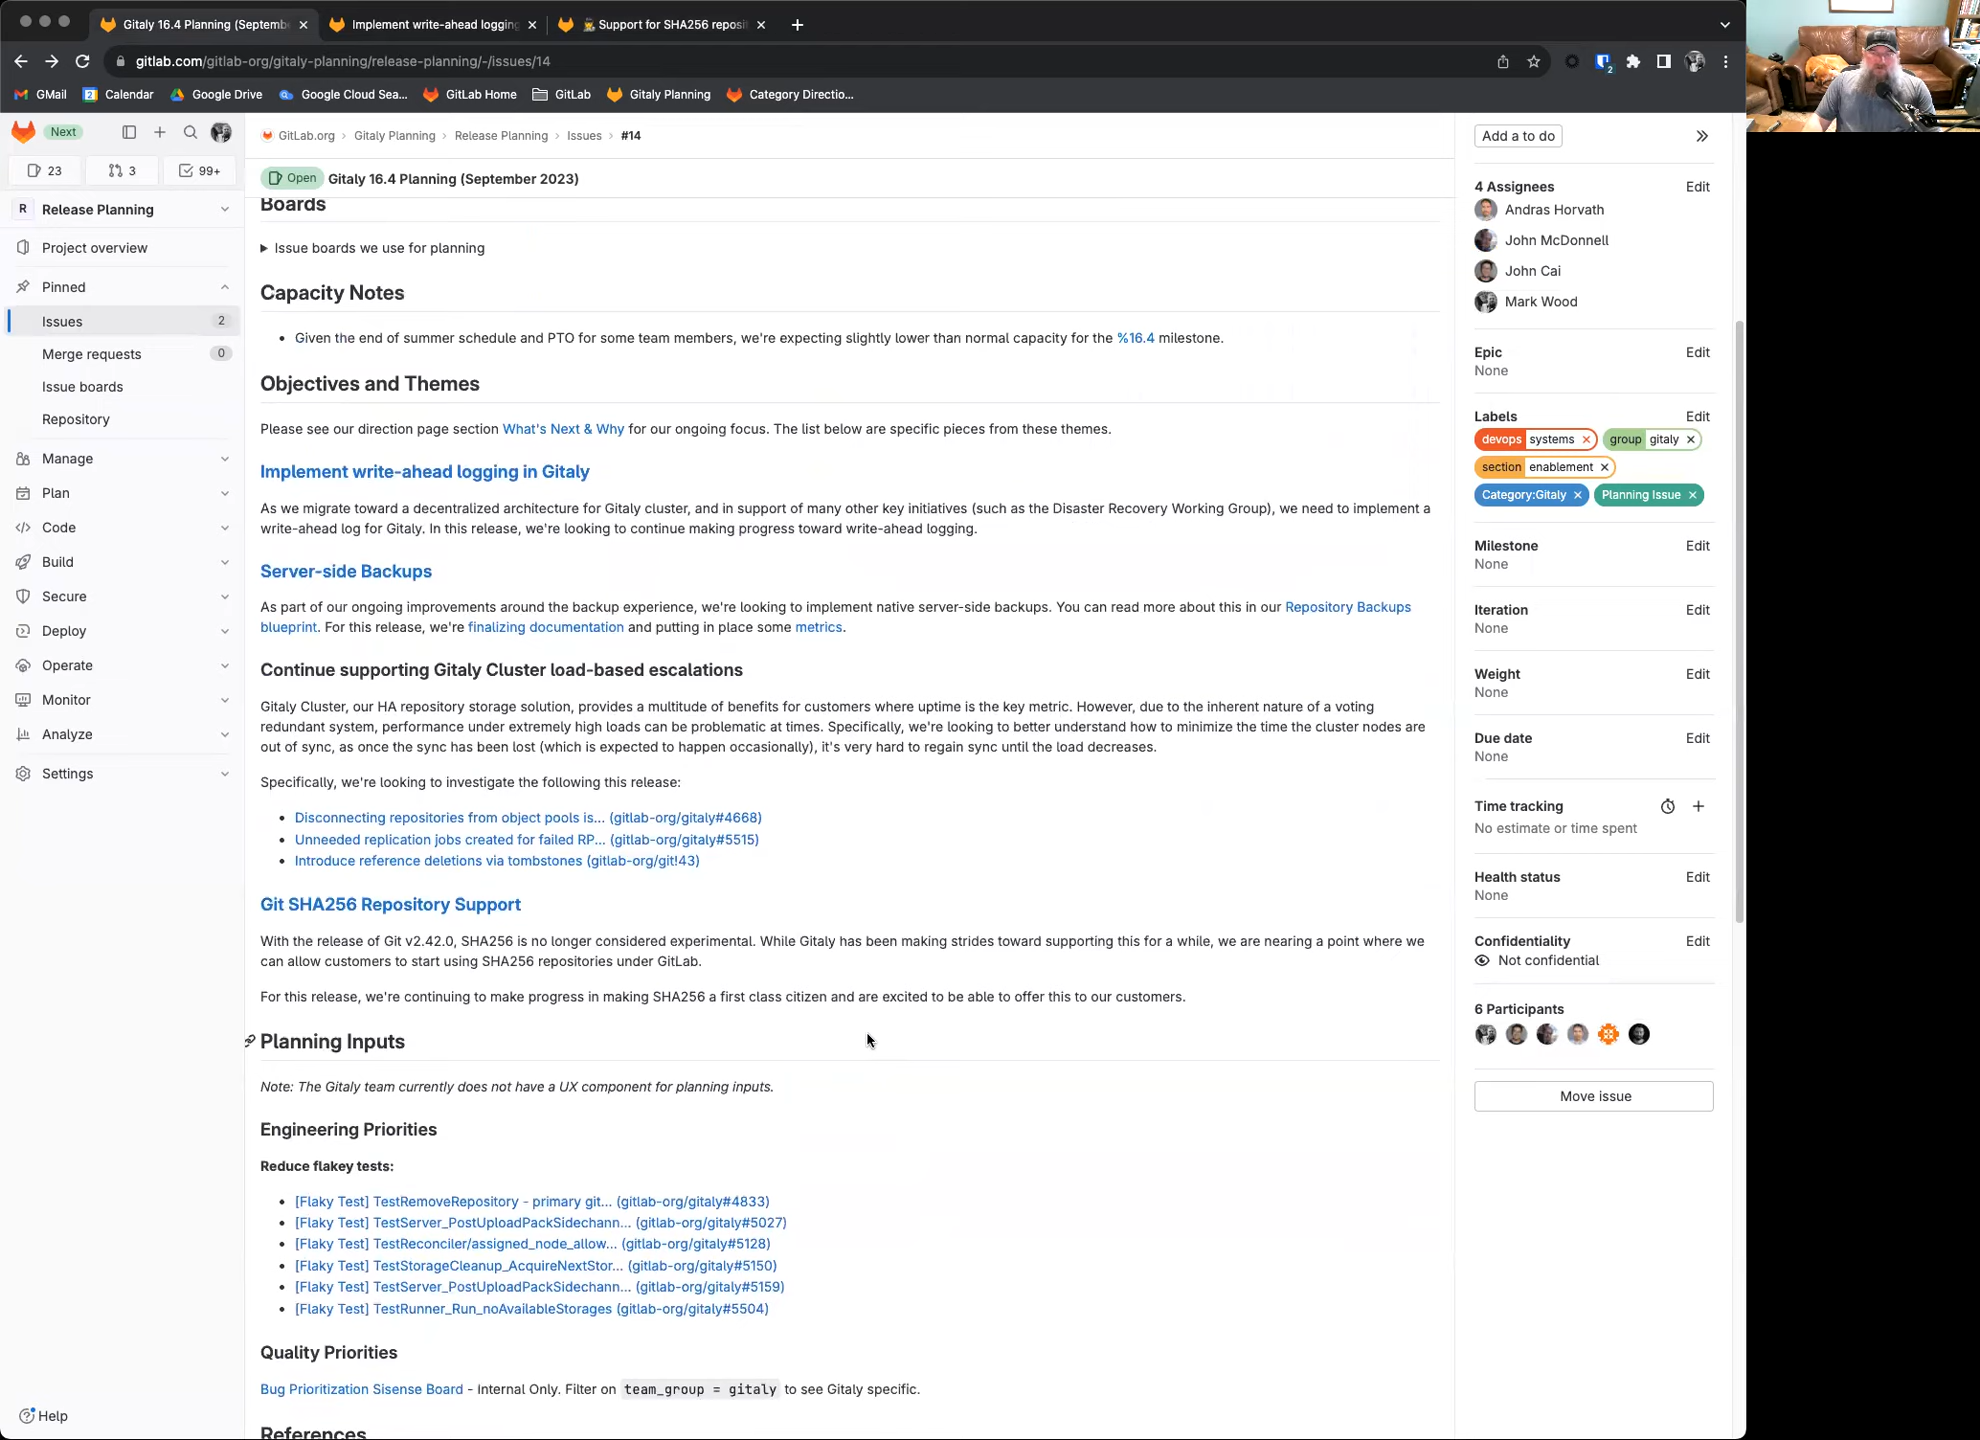 Gitaly 16.4 Planning (Septemb
Implement write-ahead logging
Support for SHA256 reposi
gitlab.com/gitlab-org/gitaly-planning/release-planning/-/issues/14
2
GMail
2 Calendar
Google Drive
Google Cloud Sea...
GitLab Home
GitLab
Gitaly Planning
Category Directio...
Next
23
3
99+
R Release Planning
Project overview
Pinned
Issues 2
Merge requests 0
Issue boards
Repository
Manage
Plan
Code
Build
Secure
Deploy
Operate
Monitor
Analyze
Settings
Help
GitLab.org › Gitaly Planning › Release Planning › Issues › #14
Open Gitaly 16.4 Planning (September 2023)
Boards
Issue boards we use for planning
Capacity Notes
• Given the end of summer schedule and PTO for some team members, we're expecting slightly lower than normal capacity for the %16.4 milestone.
Objectives and Themes
Please see our direction page section What's Next & Why for our ongoing focus. The list below are specific pieces from these themes.
Implement write-ahead logging in Gitaly
As we migrate toward a decentralized architecture for Gitaly cluster, and in support of many other key initiatives (such as the Disaster Recovery Working Group), we need to implement a
write-ahead log for Gitaly. In this release, we're looking to continue making progress toward write-ahead logging.
Server-side Backups
As part of our ongoing improvements around the backup experience, we're looking to implement native server-side backups. You can read more about this in our Repository Backups
blueprint. For this release, we're finalizing documentation and putting in place some metrics.
Continue supporting Gitaly Cluster load-based escalations
Gitaly Cluster, our HA repository storage solution, provides a multitude of benefits for customers where uptime is the key metric. However, due to the inherent nature of a voting
redundant system, performance under extremely high loads can be problematic at times. Specifically, we're looking to better understand how to minimize the time the cluster nodes are
out of sync, as once the sync has been lost (which is expected to happen occasionally), it's very hard to regain sync until the load decreases.
Specifically, we're looking to investigate the following this release:
• Disconnecting repositories from object pools is... (gitlab-org/gitaly#4668)
• Unneeded replication jobs created for failed RP... (gitlab-org/gitaly#5515)
• Introduce reference deletions via tombstones (gitlab-org/git!43)
Git SHA256 Repository Support
With the release of Git v2.42.0, SHA256 is no longer considered experimental. While Gitaly has been making strides toward supporting this for a while, we are nearing a point where we
can allow customers to start using SHA256 repositories under GitLab.
For this release, we're continuing to make progress in making SHA256 a first class citizen and are excited to be able to offer this to our customers.
Planning Inputs
Note: The Gitaly team currently does not have a UX component for planning inputs.
Engineering Priorities
Reduce flakey tests:
• [Flaky Test] TestRemoveRepository - primary git... (gitlab-org/gitaly#4833)
• [Flaky Test] TestServer_PostUploadPackSidechann... (gitlab-org/gitaly#5027)
• [Flaky Test] TestReconciler/assigned_node_allow... (gitlab-org/gitaly#5128)
• [Flaky Test] TestStorageCleanup_AcquireNextStor... (gitlab-org/gitaly#5150)
• [Flaky Test] TestServer_PostUploadPackSidechann... (gitlab-org/gitaly#5159)
• [Flaky Test] TestRunner_Run_noAvailableStorages (gitlab-org/gitaly#5504)
Quality Priorities
Bug Prioritization Sisense Board - Internal Only. Filter on team_group = gitaly to see Gitaly specific.
References
Add a to do
4 Assignees Edit
Andras Horvath
John McDonnell
John Cai
Mark Wood
Epic Edit
None
Labels Edit
devops systems × group gitaly ×
section enablement ×
Category:Gitaly × Planning Issue ×
Milestone Edit
None
Iteration Edit
None
Weight Edit
None
Due date Edit
None
Time tracking
No estimate or time spent
Health status Edit
None
Confidentiality Edit
Not confidential
6 Participants
Move issue